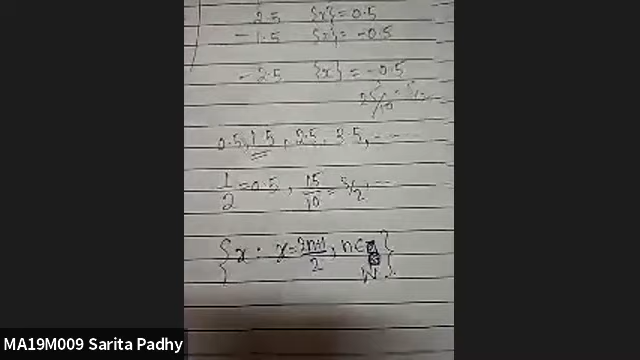 2.5 {x} = 0.5
-1.5 {x} = -0.5
-2.5 {x} = -0.5
0.5, 1.5, 2.5, 3.5, ...
1/2 = 0.5, 15/10 = 3/2, ...
{x : x = 2n+1/2, n ∈ W}
MA19M009 Sarita Padhy